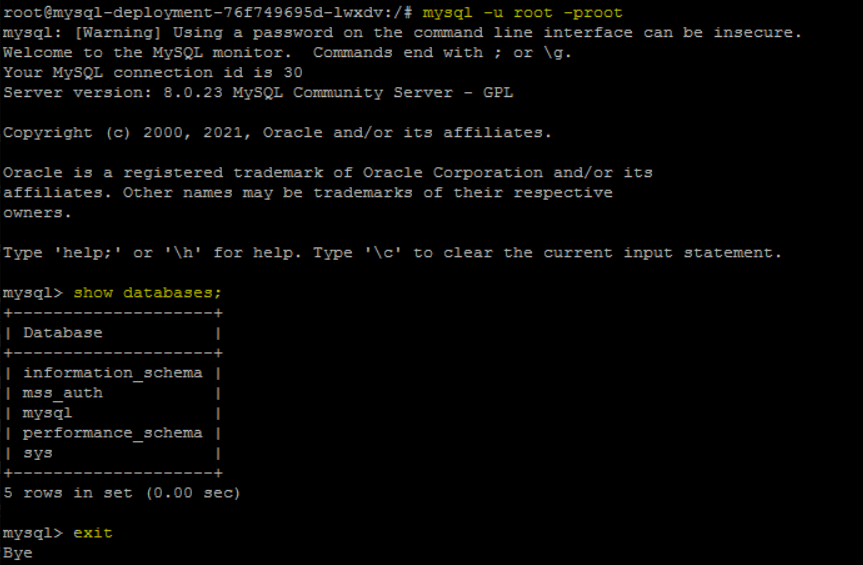 root@mysql-deployment-76f749695d-lwxdv:/# mysql -u root -proot
mysql: [Warning] Using a password on the command line interface can be insecure.
Welcome to the MySQL monitor.  Commands end with ; or \g.
Your MySQL connection id is 30
Server version: 8.0.23 MySQL Community Server - GPL

Copyright (c) 2000, 2021, Oracle and/or its affiliates.

Oracle is a registered trademark of Oracle Corporation and/or its
affiliates. Other names may be trademarks of their respective
owners.

Type 'help;' or '\h' for help. Type '\c' to clear the current input statement.

mysql> show databases;
+--------------------+
| Database           |
+--------------------+
| information_schema |
| mss_auth           |
| mysql              |
| performance_schema |
| sys                |
+--------------------+
5 rows in set (0.00 sec)

mysql> exit
Bye